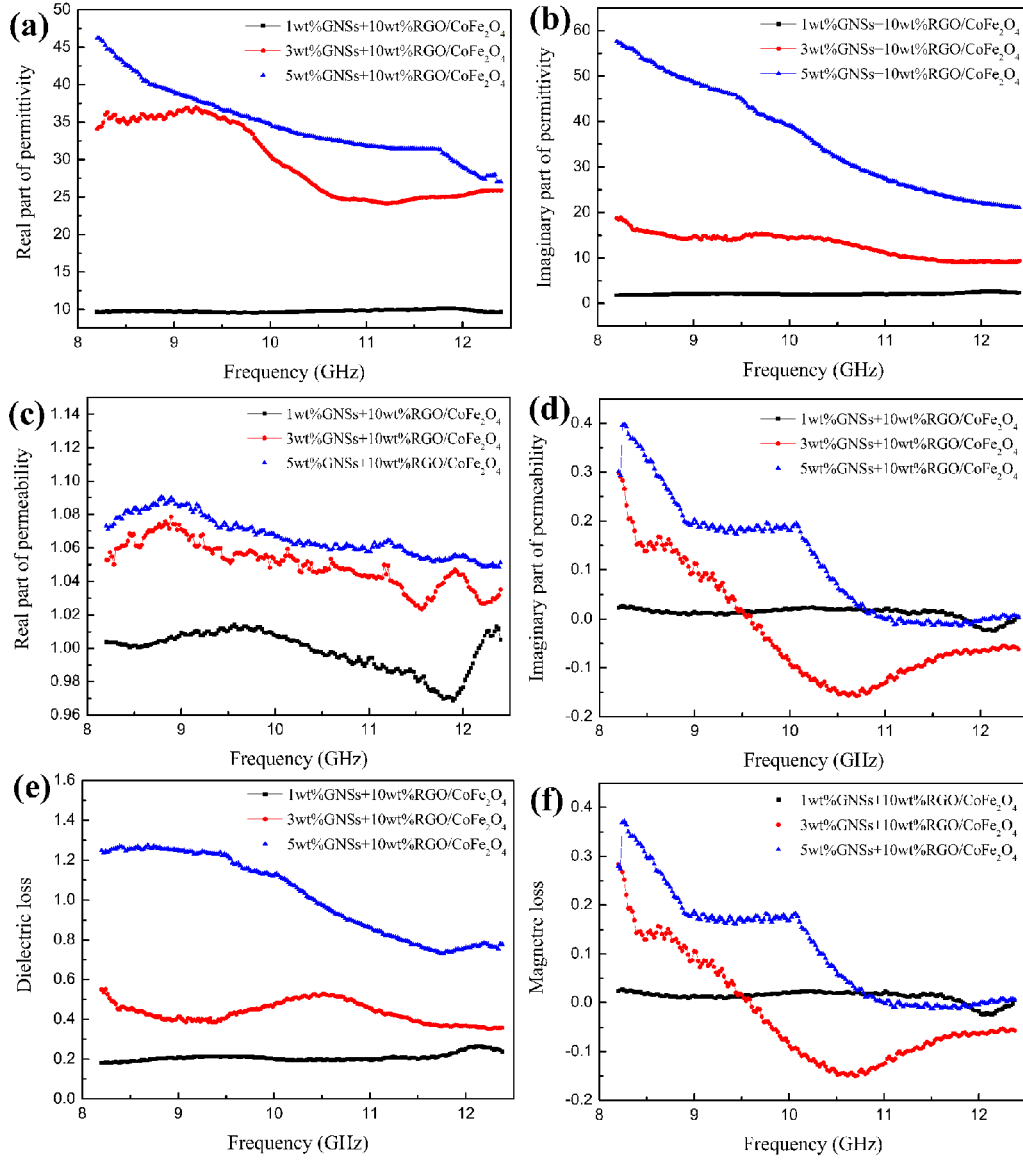 (a)
1wt%GNSs+10wt%RGO/CoFe₂O₄
3wt%GNSs+10wt%RGO/CoFe₂O₄
5wt%GNSs+10wt%RGO/CoFe₂O₄
50
45
40
35
30
25
20
15
10
Real part of permittivity
8 9 10 11 12
Frequency (GHz)
(b)
1wt%GNSs−10wt%RGO/CoFe₂O₄
3wt%GNSs−10wt%RGO/CoFe₂O₄
5wt%GNSs−10wt%RGO/CoFe₂O₄
60
50
40
30
20
10
0
Imaginary part of permittivity
8 9 10 11 12
Frequency (GHz)
(c)
1wt%GNSs+10wt%RGO/CoFe₂O₄
3wt%GNSs+10wt%RGO/CoFe₂O₄
5wt%GNSs+10wt%RGO/CoFe₂O₄
1.14
1.12
1.10
1.08
1.06
1.04
1.02
1.00
0.98
0.96
Real part of permeability
8 9 10 11 12
Frequency (GHz)
(d)
1wt%GNSs+10wt%RGO/CoFe₂O₄
3wt%GNSs+10wt%RGO/CoFe₂O₄
5wt%GNSs+10wt%RGO/CoFe₂O₄
0.4
0.3
0.2
0.1
0.0
-0.1
-0.2
Imaginary part of permeability
8 9 10 11 12
Frequency (GHz)
(e)
1wt%GNSs+10wt%RGO/CoFe₂O₄
3wt%GNSs+10wt%RGO/CoFe₂O₄
5wt%GNSs+10wt%RGO/CoFe₂O₄
1.6
1.4
1.2
1.0
0.8
0.6
0.4
0.2
0.0
Dielectric loss
8 9 10 11 12
Frequency (GHz)
(f)
1wt%GNSs+10wt%RGO/CoFe₂O₄
3wt%GNSs+10wt%RGO/CoFe₂O₄
5wt%GNSs+10wt%RGO/CoFe₂O₄
0.4
0.3
0.2
0.1
0.0
-0.1
-0.2
Magnetrc loss
8 9 10 11 12
Frequency (GHz)